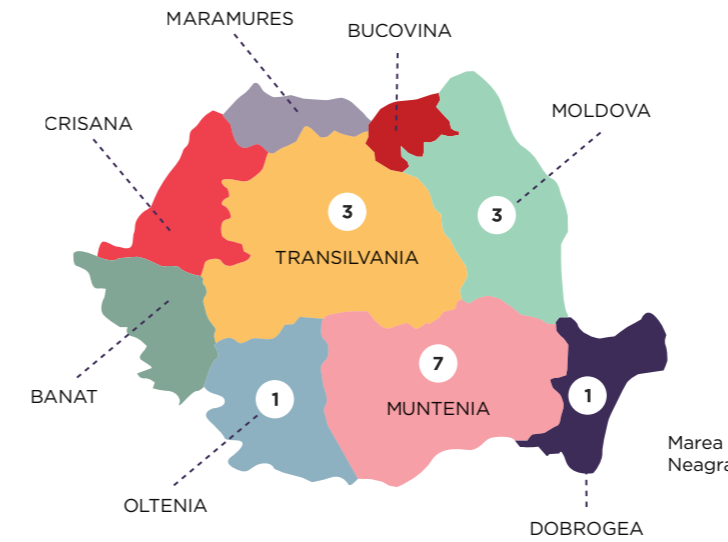 MARAMURES
BUCOVINA
CRISANA
MOLDOVA
3
3
TRANSILVANIA
7
BANAT
1
MUNTENIA
1
Marea
Neagra
OLTENIA
DOBROGEA